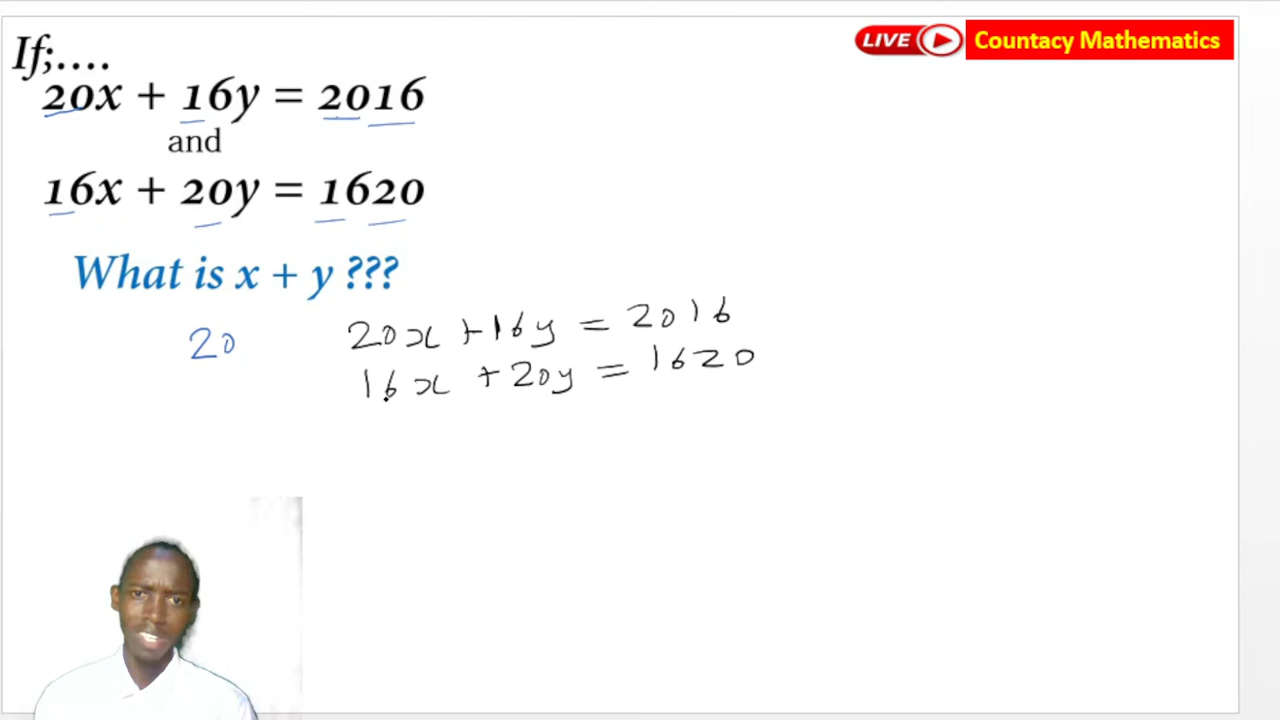 If;....
LIVE Countacy Mathematics
20x + 16y = 2016
and
16x + 20y = 1620
What is x + y ???
20
20x + 16y = 2016
16x + 20y = 1620